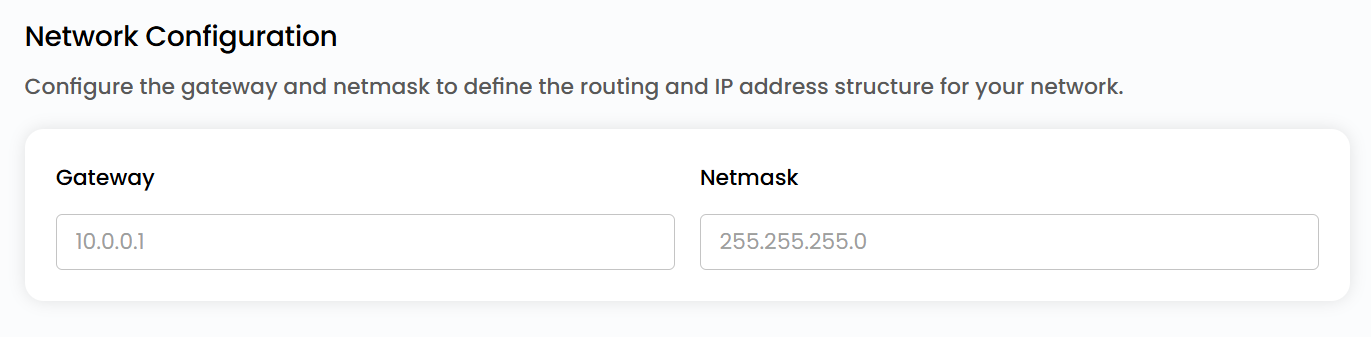 Network Configuration
Configure the gateway and netmask to define the routing and IP address structure for your network.
Gateway
Netmask
10.0.0.1
255.255.255.0